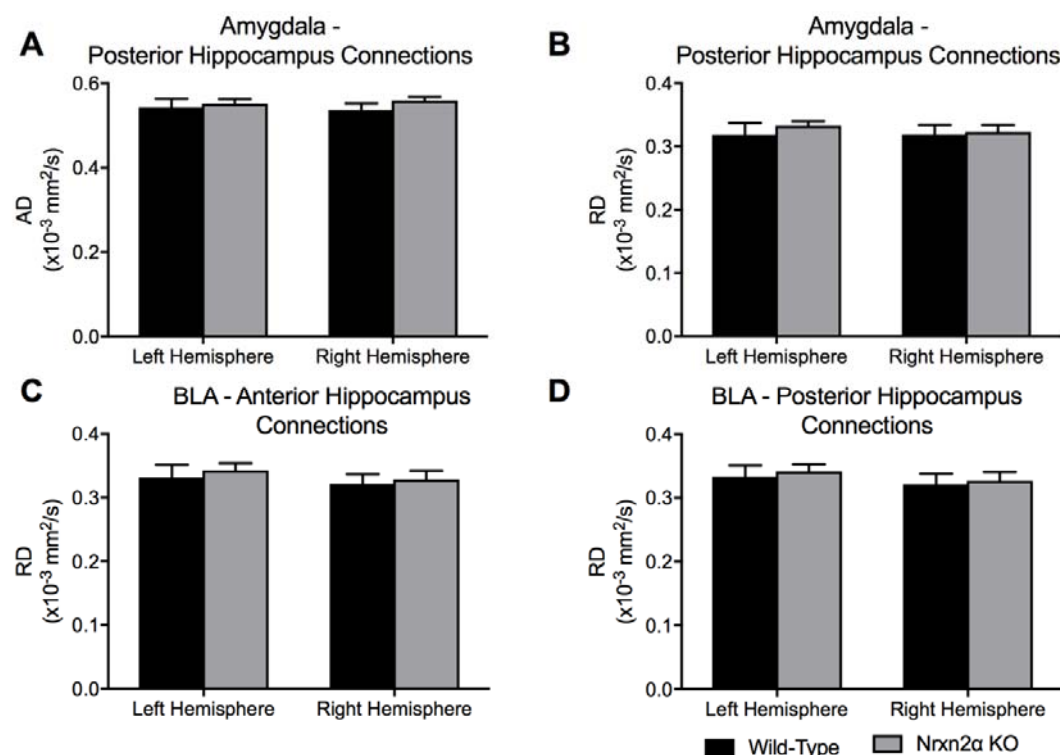 A
Amygdala -
Posterior Hippocampus Connections
0.6
0.4
0.2
0.0
AD
(x10⁻³ mm²/s)
Left Hemisphere
Right Hemisphere
B
Amygdala -
Posterior Hippocampus Connections
0.4
0.3
0.2
0.1
0.0
RD
(x10⁻³ mm²/s)
Left Hemisphere
Right Hemisphere
C
BLA - Anterior Hippocampus
Connections
0.4
0.3
0.2
0.1
0.0
RD
(x10⁻³ mm²/s)
Left Hemisphere
Right Hemisphere
D
BLA - Posterior Hippocampus
Connections
0.4
0.3
0.2
0.1
0.0
RD
(x10⁻³ mm²/s)
Left Hemisphere
Right Hemisphere
Wild-Type
Nrxn2α KO